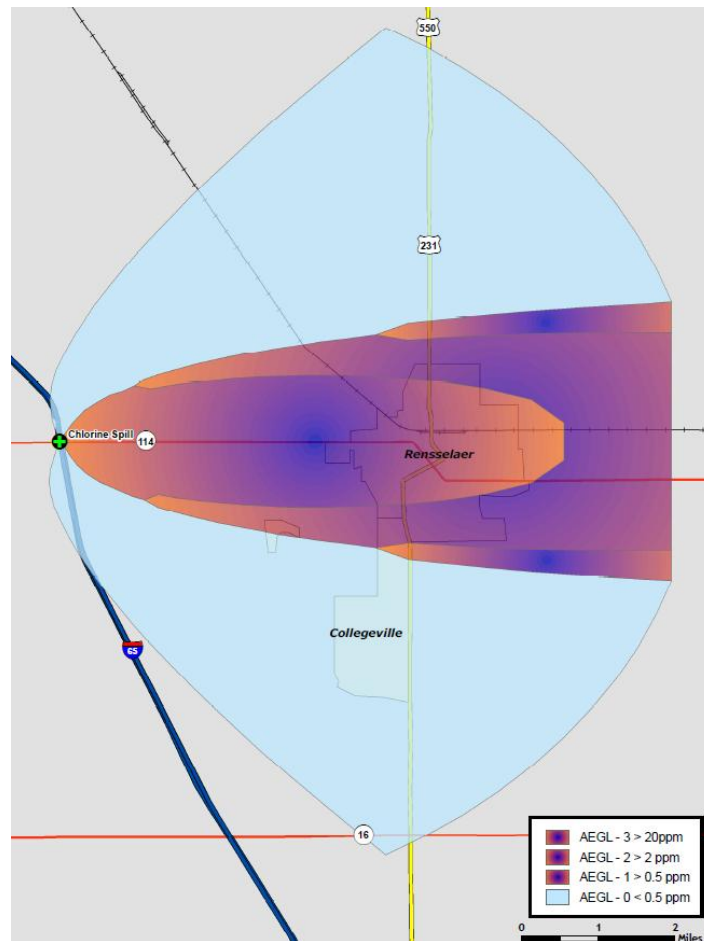 550
231
Chlorine Spill
114
Rensselaer
Collegeville
65
16
AEGL - 3 > 20ppm
AEGL - 2 > 2 ppm
AEGL - 1 > 0.5 ppm
AEGL - 0 < 0.5 ppm
0 1 2
Miles